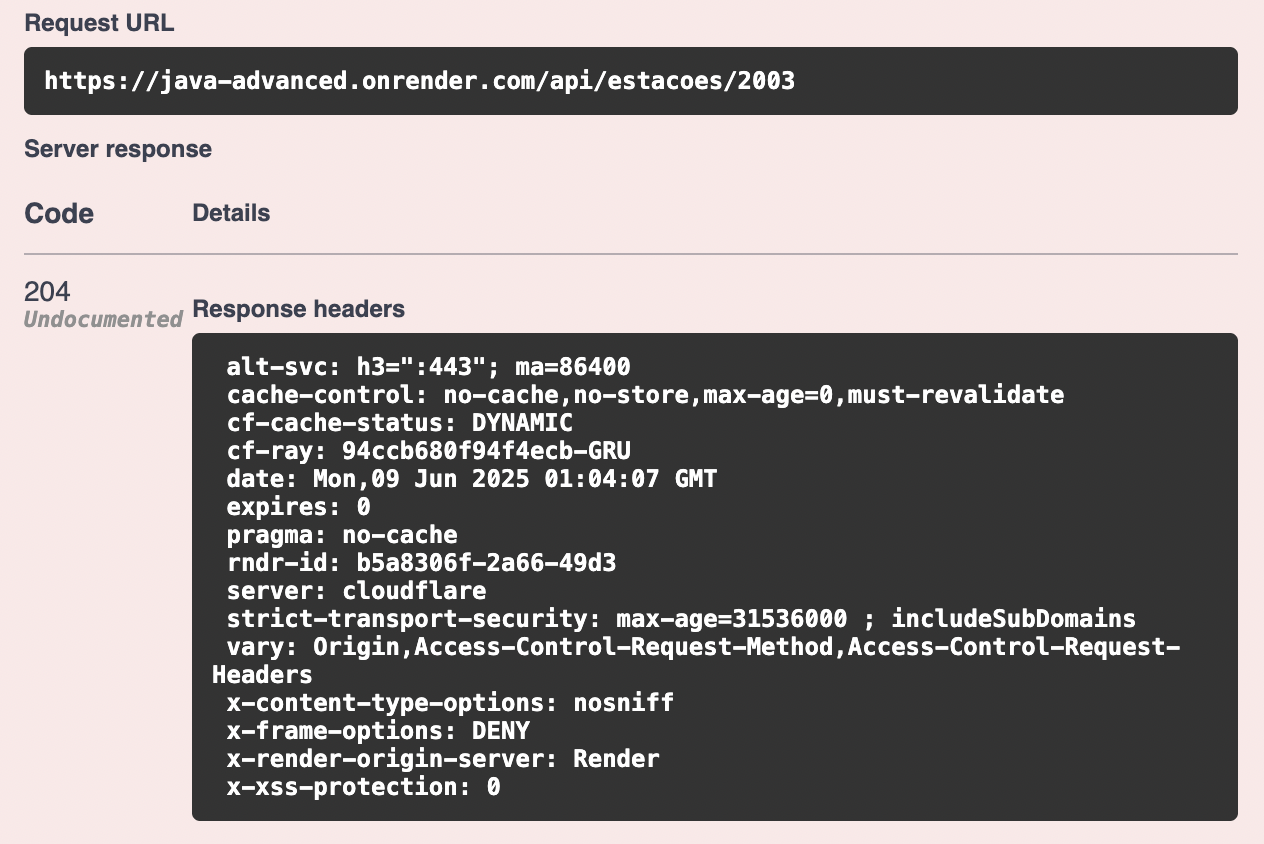 Request URL
https://java-advanced.onrender.com/api/estacoes/2003
Server response
Code Details
204
Undocumented
Response headers
alt-svc: h3=":443"; ma=86400
cache-control: no-cache,no-store,max-age=0,must-revalidate
cf-cache-status: DYNAMIC
cf-ray: 94ccb680f94f4ecb-GRU
date: Mon,09 Jun 2025 01:04:07 GMT
expires: 0
pragma: no-cache
rndr-id: b5a8306f-2a66-49d3
server: cloudflare
strict-transport-security: max-age=31536000 ; includeSubDomains
vary: Origin,Access-Control-Request-Method,Access-Control-Request-
Headers
x-content-type-options: nosniff
x-frame-options: DENY
x-render-origin-server: Render
x-xss-protection: 0